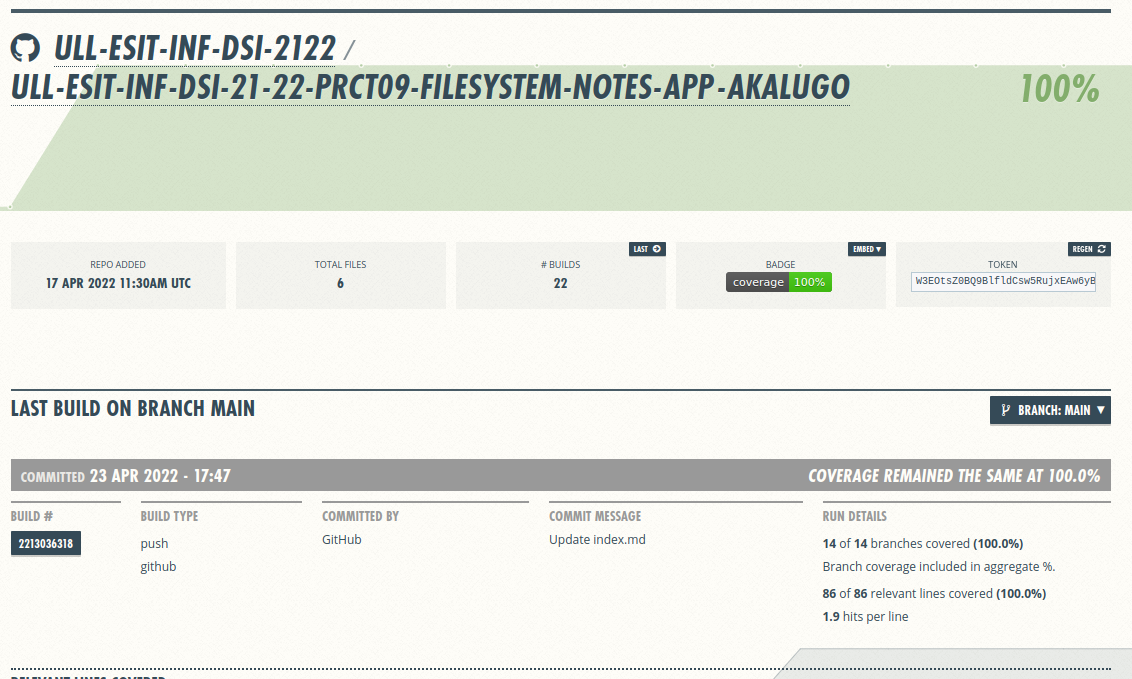 ULL-ESIT-INF-DSI-2122 /
ULL-ESIT-INF-DSI-21-22-PRCT09-FILESYSTEM-NOTES-APP-AKALUGO
100%
REPO ADDED
17 APR 2022 11:30AM UTC
TOTAL FILES
6
LAST
# BUILDS
22
EMBED ▾
BADGE
coverage 100%
REGEN
TOKEN
W3EOtsZ0BQ9BlfldCsw5RujxEAw6yB
LAST BUILD ON BRANCH MAIN
BRANCH: MAIN ▼
COMMITTED 23 APR 2022 - 17:47
COVERAGE REMAINED THE SAME AT 100.0%
BUILD #
2213036318
BUILD TYPE
push
github
COMMITTED BY
GitHub
COMMIT MESSAGE
Update index.md
RUN DETAILS
14 of 14 branches covered (100.0%)
Branch coverage included in aggregate %.
86 of 86 relevant lines covered (100.0%)
1.9 hits per line
RELEVANT LINES COVERED